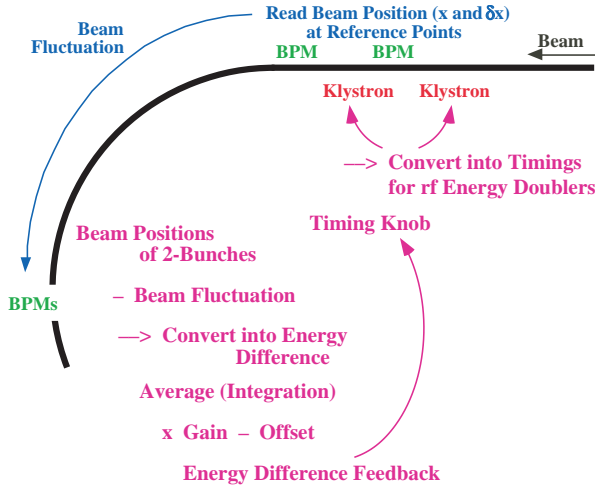 Beam
Fluctuation
Read Beam Position (x and δx)
at Reference Points
BPM
BPM
Beam
Klystron
Klystron
—> Convert into Timings
for rf Energy Doublers
Timing Knob
Beam Positions
of 2-Bunches
BPMs
– Beam Fluctuation
—> Convert into Energy
Difference
Average (Integration)
x Gain – Offset
Energy Difference Feedback